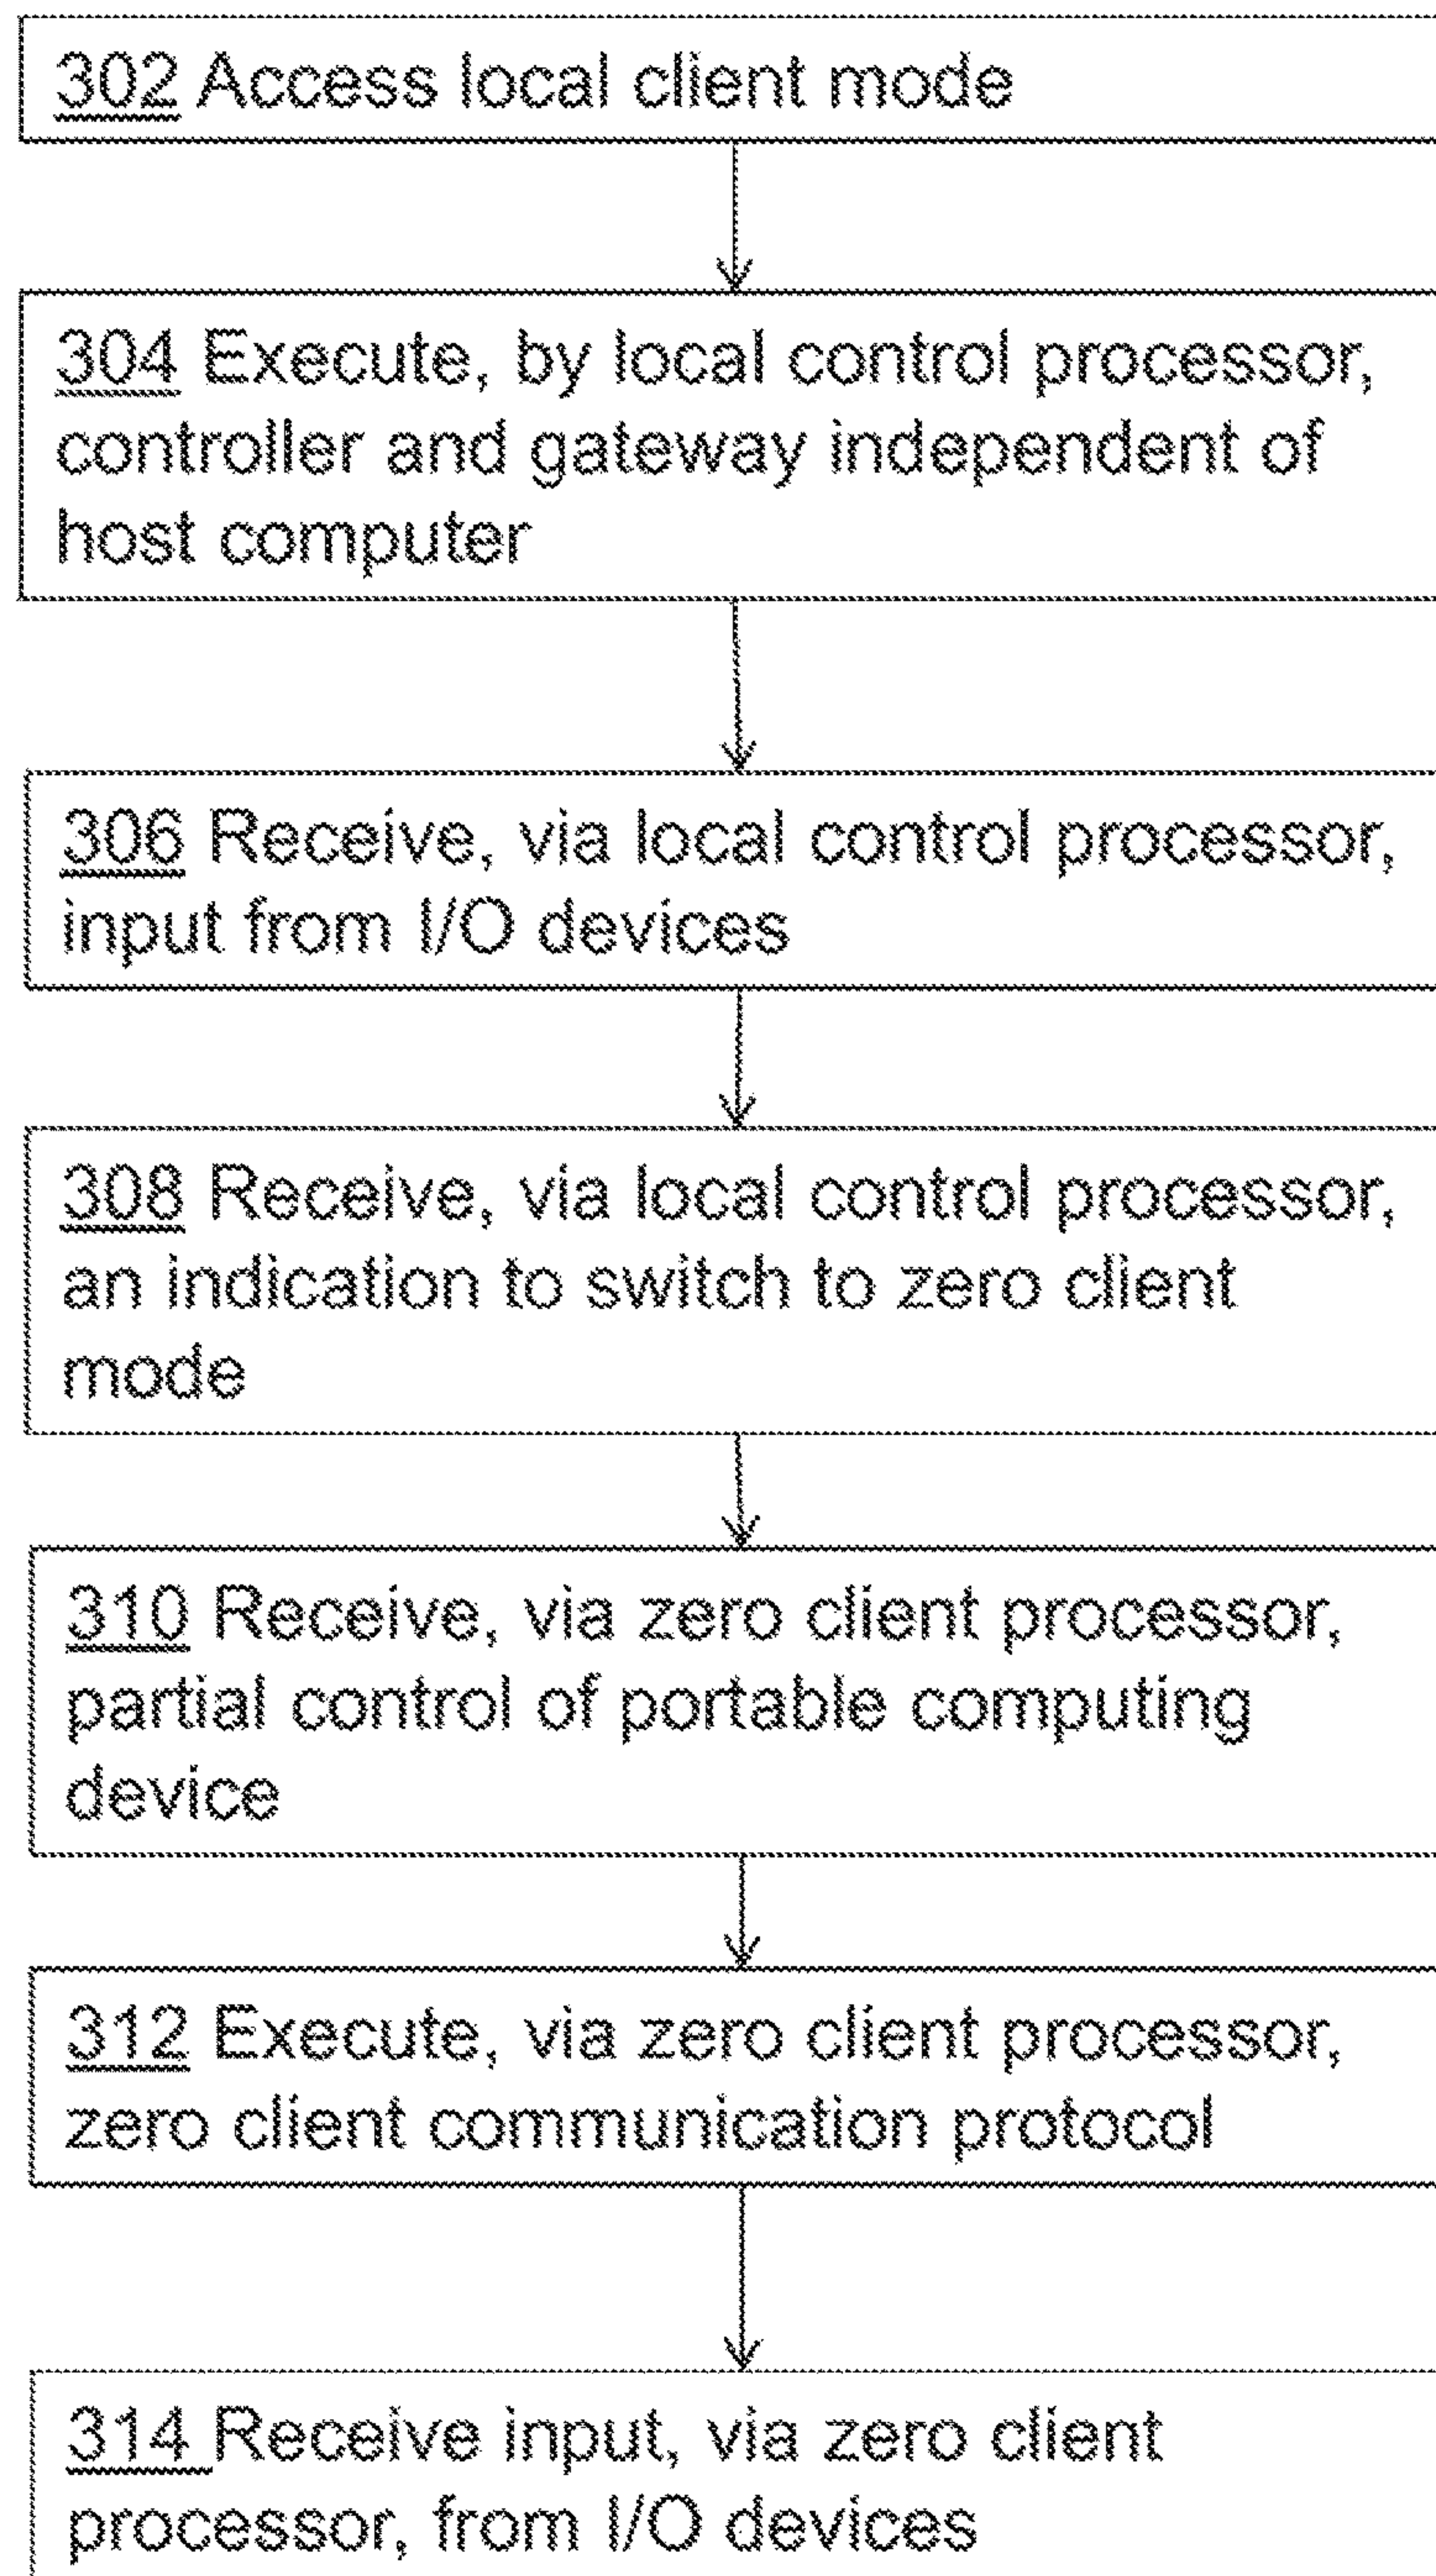 302 Access local client mode
304 Execute, by local control processor,
controller and gateway independent of
host computer
306 Receive, via local control processor,
input from I/O devices
308 Receive, via local control processor,
an indication to switch to zero client
mode
310 Receive, via zero client processor,
partial control of portable computing
device
312 Execute, via zero client processor,
zero client communication protocol
314 Receive input, via zero client
processor, from I/O devices